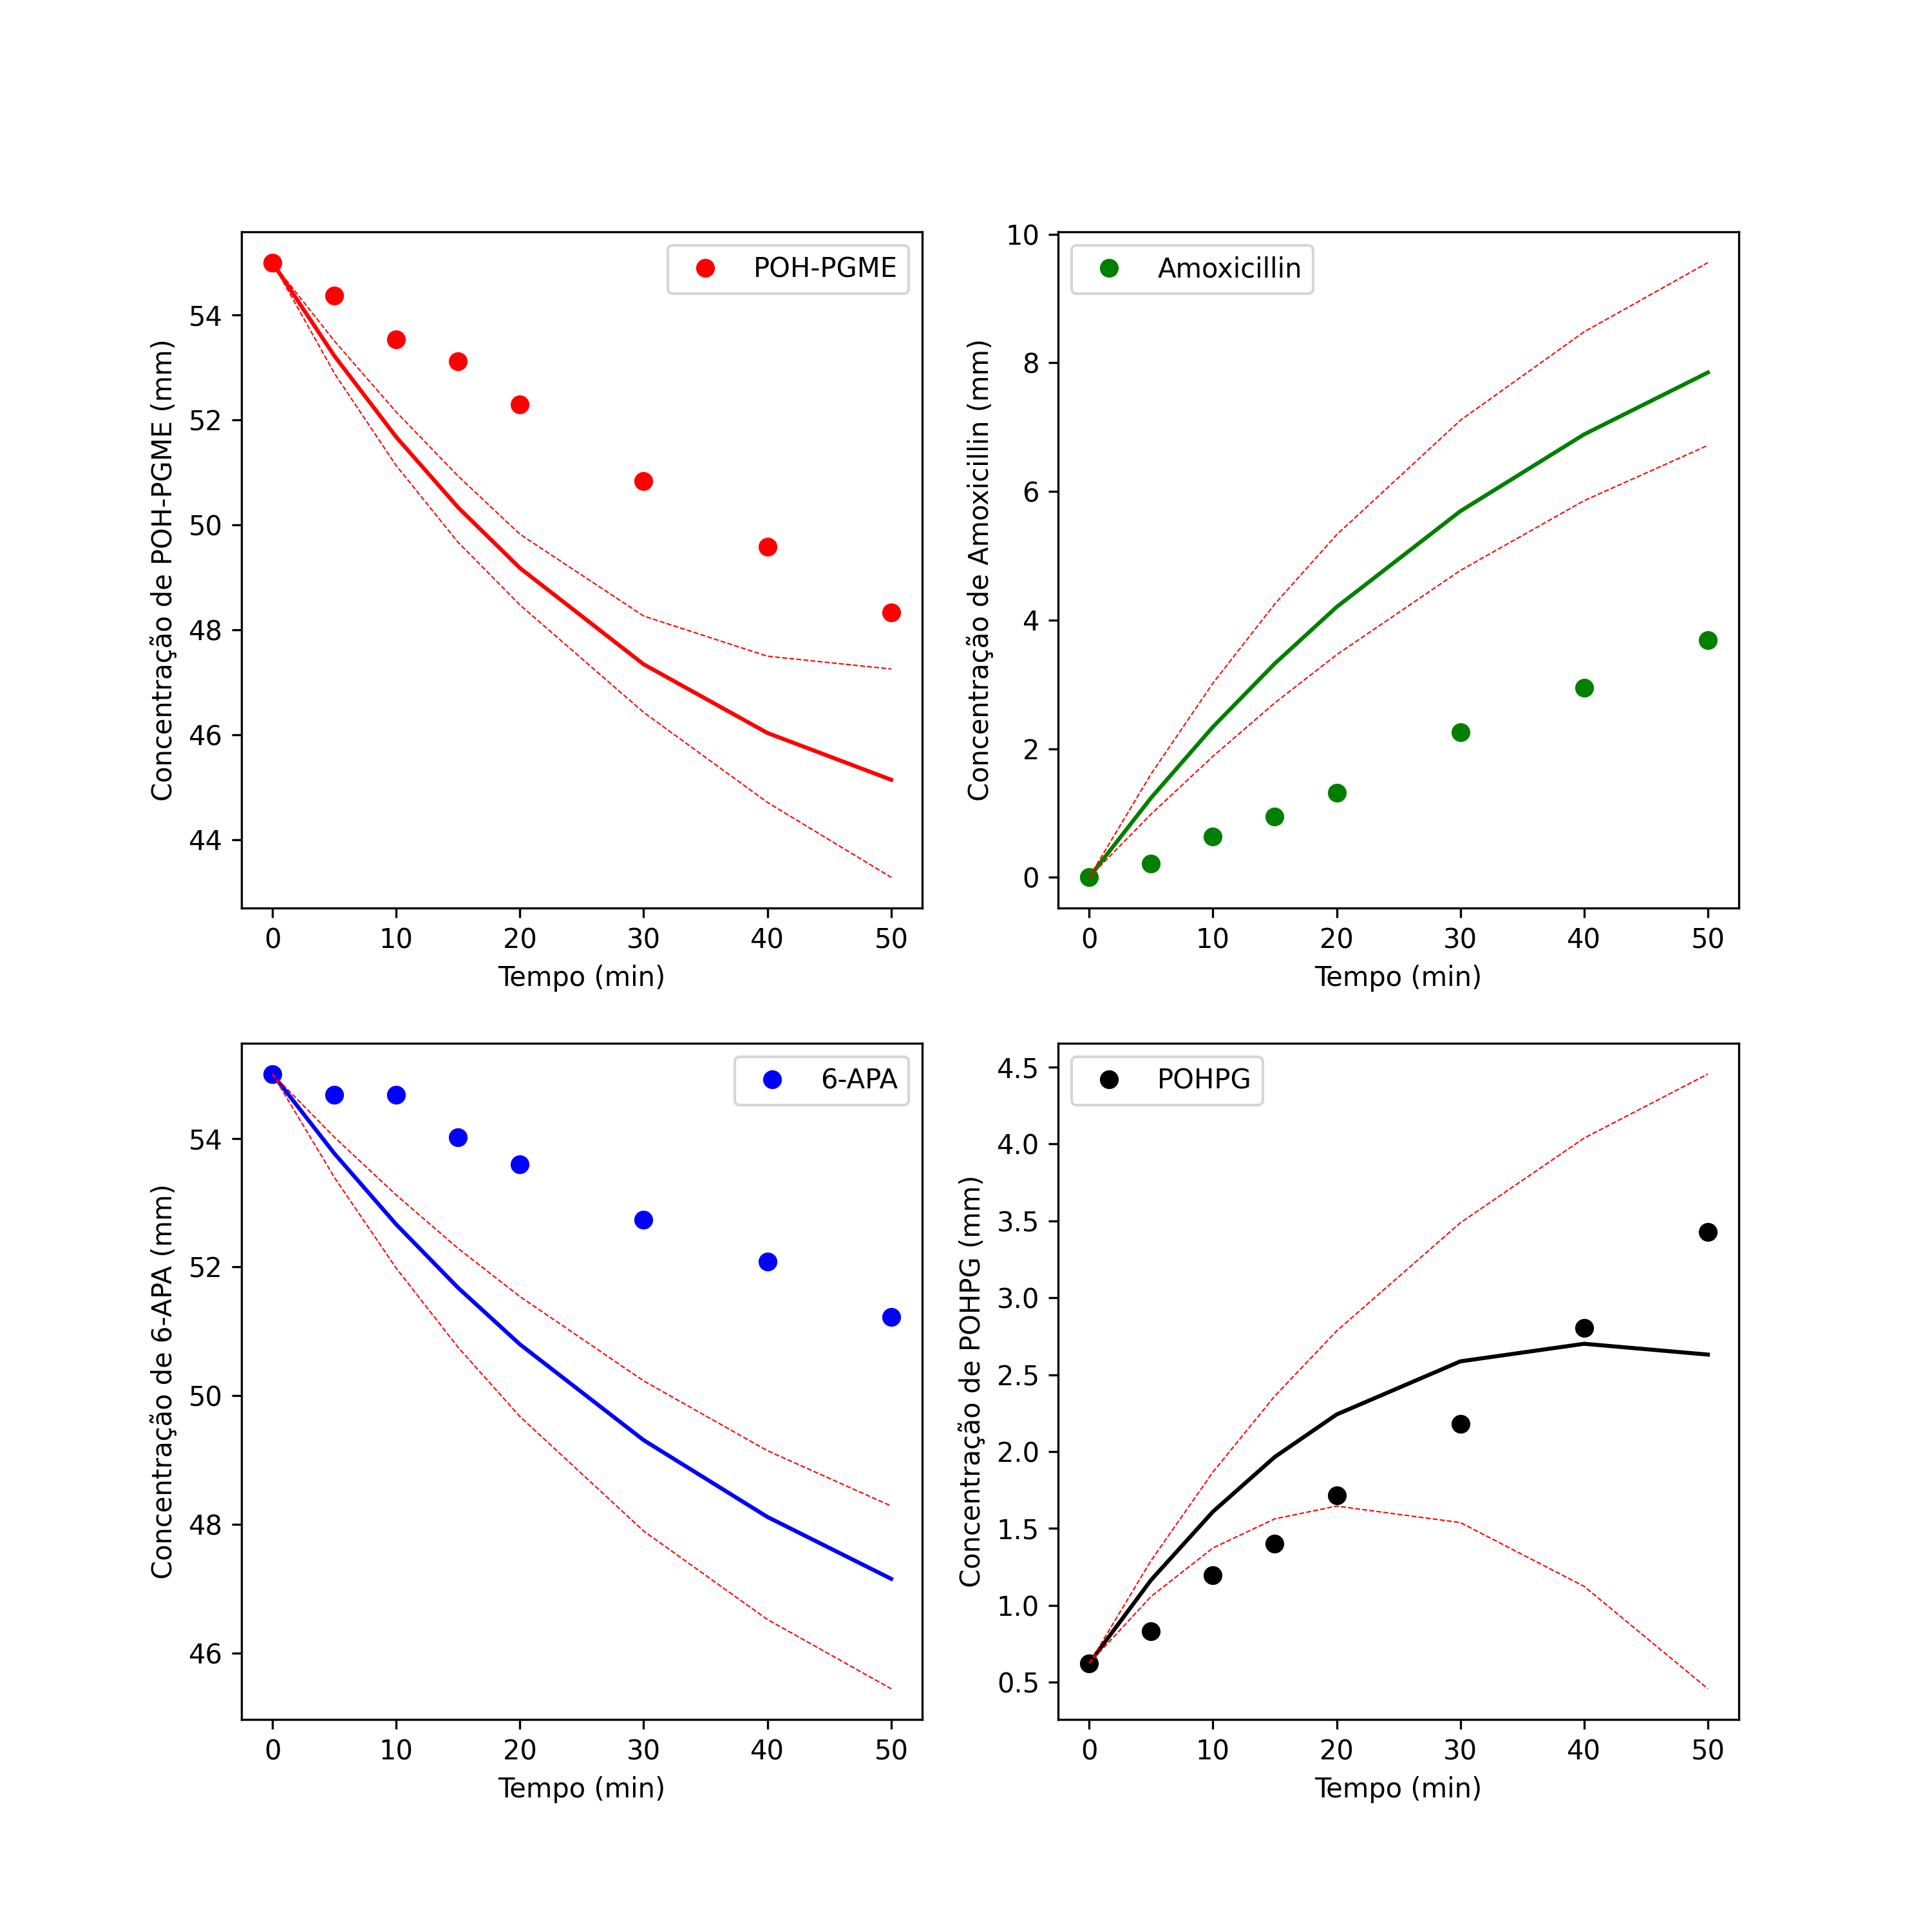 POH-PGME
Concentração de POH-PGME (mm)
54
52
50
48
46
44
0 10 20 30 40 50
Tempo (min)
Amoxicillin
Concentração de Amoxicillin (mm)
10
8
6
4
2
0
0 10 20 30 40 50
Tempo (min)
6-APA
Concentração de 6-APA (mm)
54
52
50
48
46
0 10 20 30 40 50
Tempo (min)
POHPG
Concentração de POHPG (mm)
4.5
4.0
3.5
3.0
2.5
2.0
1.5
1.0
0.5
0 10 20 30 40 50
Tempo (min)